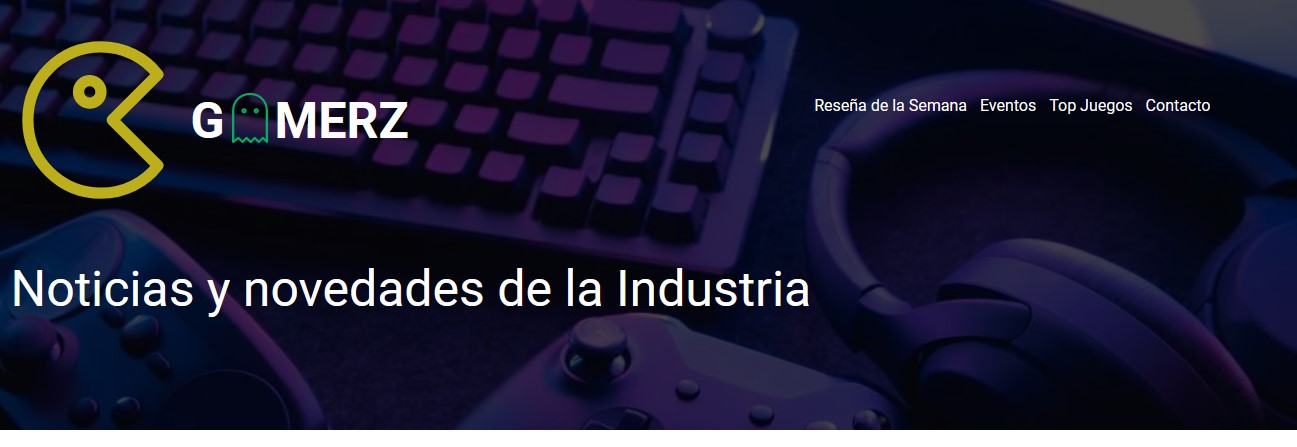 G MERZ
Reseña de la Semana Eventos Top Juegos Contacto
Noticias y novedades de la Industria